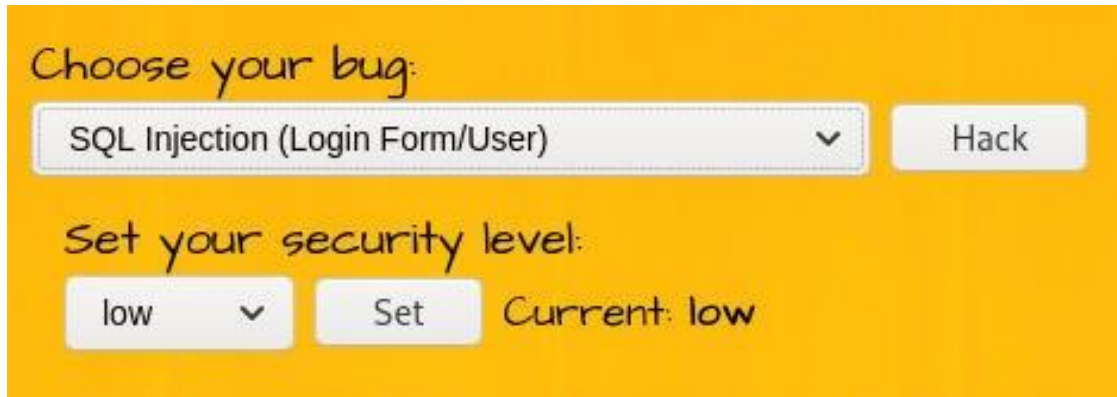 Choose your bug:
SQL Injection (Login Form/User) Hack
Set your security level:
low Set Current: low